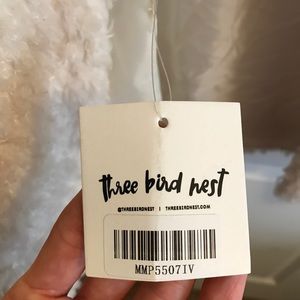 three bird nest
@THREEBIRDNEST | THREEBIRDNEST.COM
MMP5507IV